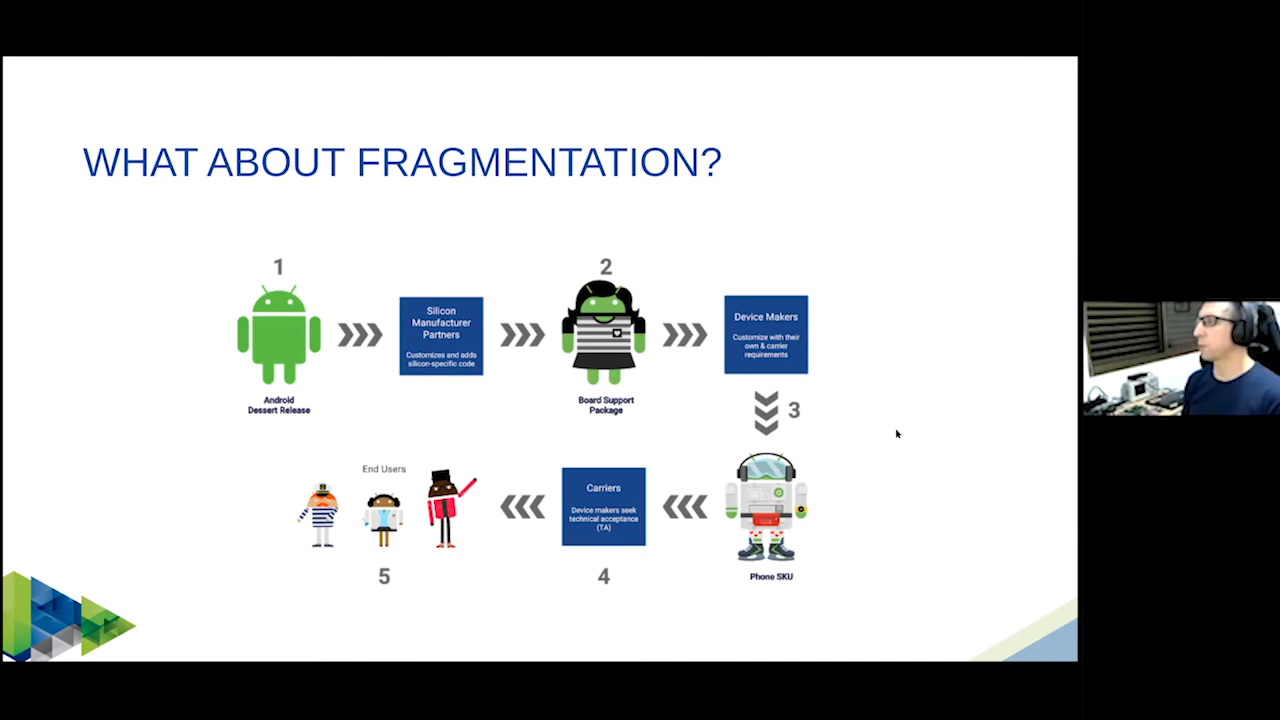 WHAT ABOUT FRAGMENTATION?
1
Android
Dessert Release
Silicon
Manufacturer
Partners
Customizes and adds
silicon-specific code
2
Board Support
Package
Device Makers
Customize with their
own & carrier
requirements
3
Phone SKU
Carriers
Device makers seek
technical acceptance
(TA)
4
End Users
5